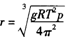 r = ∛(gRT²p / 4π²)